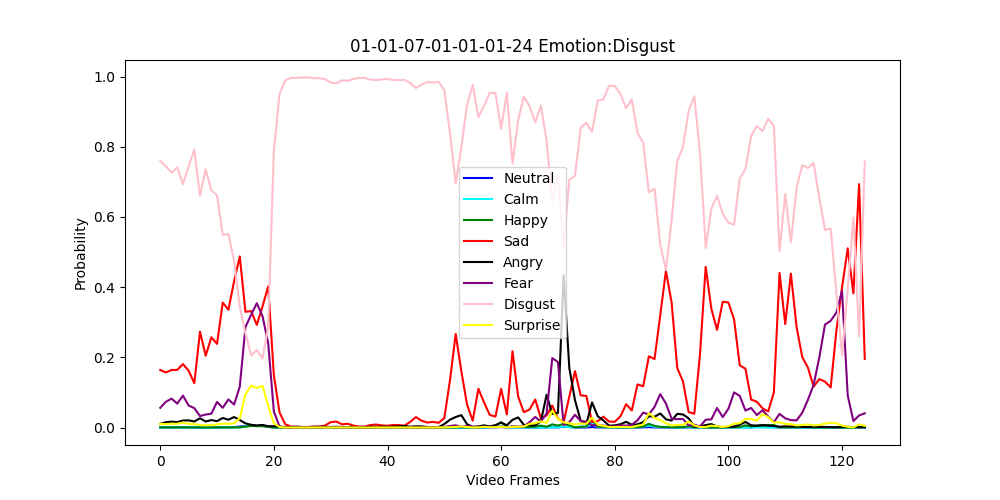 01-01-07-01-01-01-24 Emotion:Disgust
1.0
0.8
0.6
0.4
0.2
0.0
Probability
Neutral
Calm
Happy
Sad
Angry
Fear
Disgust
Surprise
0 20 40 60 80 100 120
Video Frames